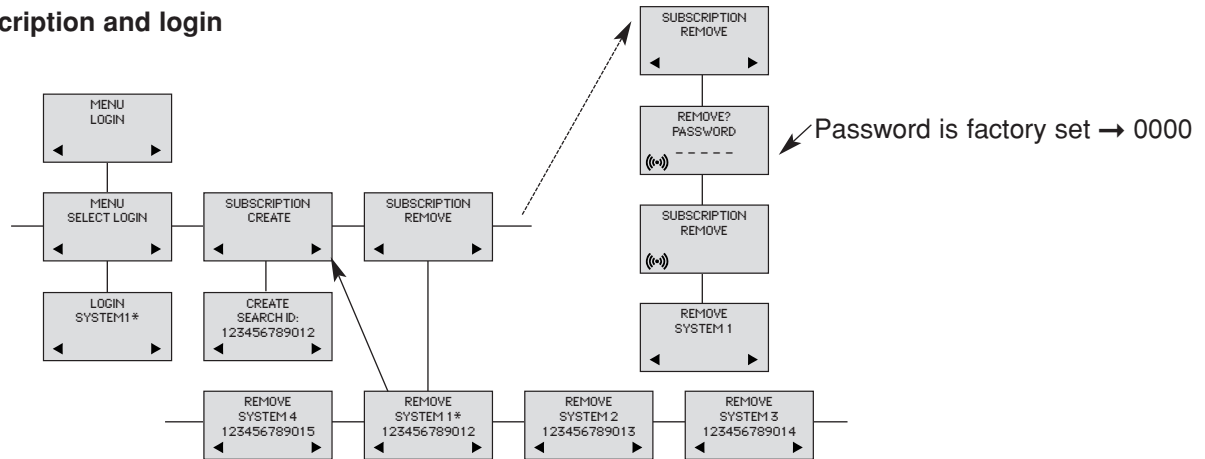 cription and login
SUBSCRIPTION
REMOVE
MENU
LOGIN
REMOVE?
PASSWORD
- - - - -
Password is factory set → 0000
MENU
SELECT LOGIN
SUBSCRIPTION
CREATE
SUBSCRIPTION
REMOVE
SUBSCRIPTION
REMOVE
LOGIN
SYSTEM1*
CREATE
SEARCH ID:
123456789012
REMOVE
SYSTEM 1
REMOVE
SYSTEM 4
123456789015
REMOVE
SYSTEM 1*
123456789012
REMOVE
SYSTEM 2
123456789013
REMOVE
SYSTEM 3
123456789014